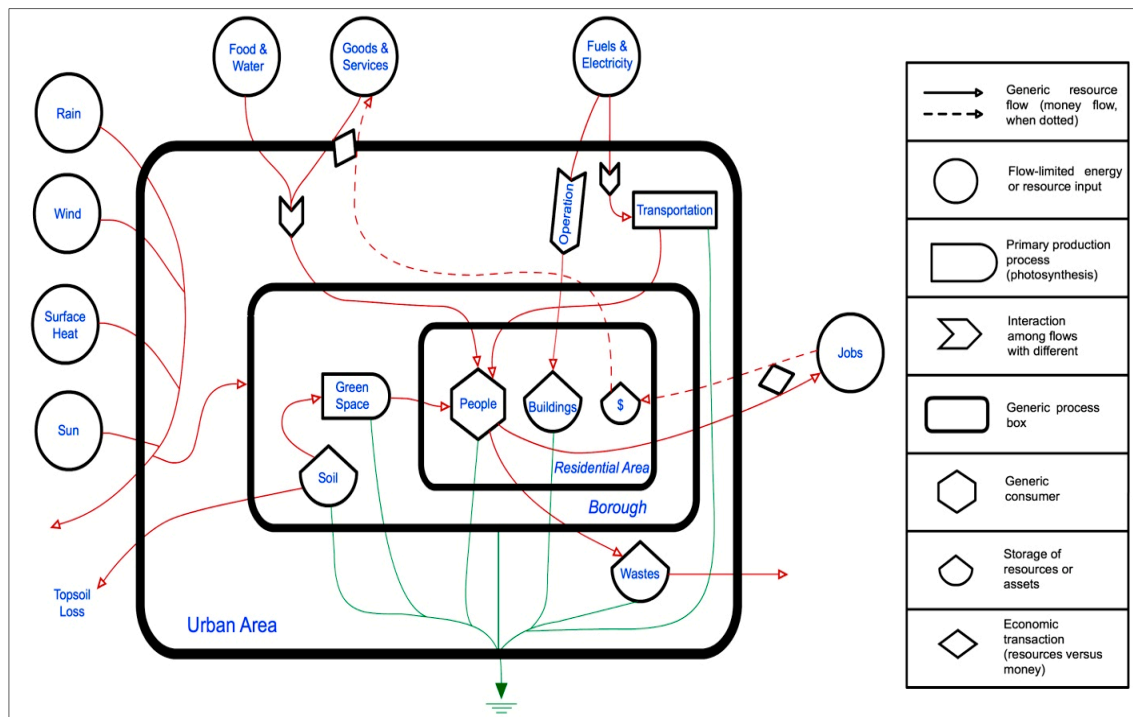 Food &
Water
Goods &
Services
Fuels &
Electricity
Rain
Wind
Surface
Heat
Sun
Operation
Transportation
Jobs
Green
Space
People
Buildings
$
Soil
Residential Area
Borough
Wastes
Topsoil
Loss
Urban Area
Generic resource
flow (money flow,
when dotted)
Flow-limited energy
or resource input
Primary production
process
(photosynthesis)
Interaction
among flows
with different
Generic process
box
Generic
consumer
Storage of
resources or
assets
Economic
transaction
(resources versus
money)